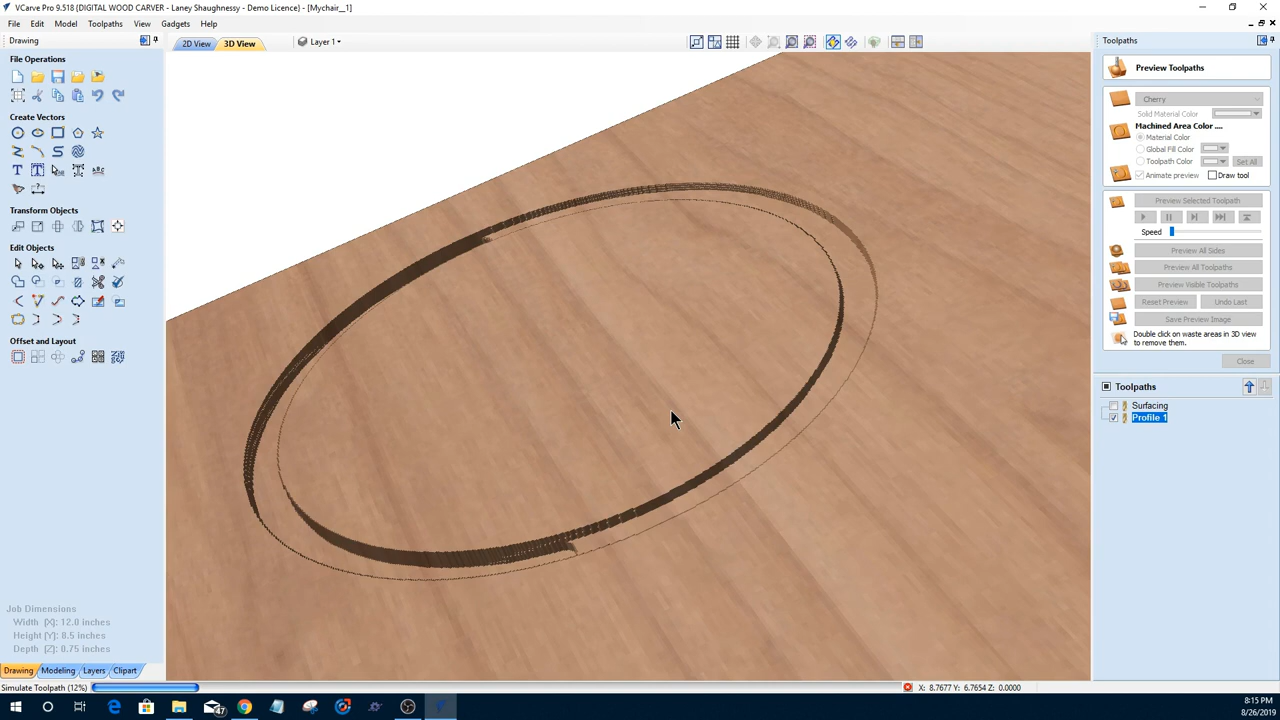 VCarve Pro 9.518 {DIGITAL WOOD CARVER - Laney Shaughnessy - Demo Licence} - [Mychair__1]
File Edit Model Toolpaths View Gadgets Help
Drawing
2D View 3D View Layer 1
File Operations
Create Vectors
Transform Objects
Edit Objects
Offset and Layout
Job Dimensions
Width (X): 12.0 inches
Height (Y): 8.5 inches
Depth (Z): 0.75 inches
Drawing Modeling Layers Clipart
Simulate Toolpath (12%)
X: 8.7677 Y: 6.7654 Z: 0.0000
Toolpaths
Preview Toolpaths
Cherry
Solid Material Color
Machined Area Color ....
Material Color
Global Fill Color
Toolpath Color Set All
Animate preview Draw tool
Preview Selected Toolpath
Speed
Preview All Sides
Preview All Toolpaths
Preview Visible Toolpaths
Reset Preview Undo Last
Save Preview Image
Double click on waste areas in 3D view
to remove them.
Close
Toolpaths
Surfacing
Profile 1
47
8:15 PM
8/26/2019